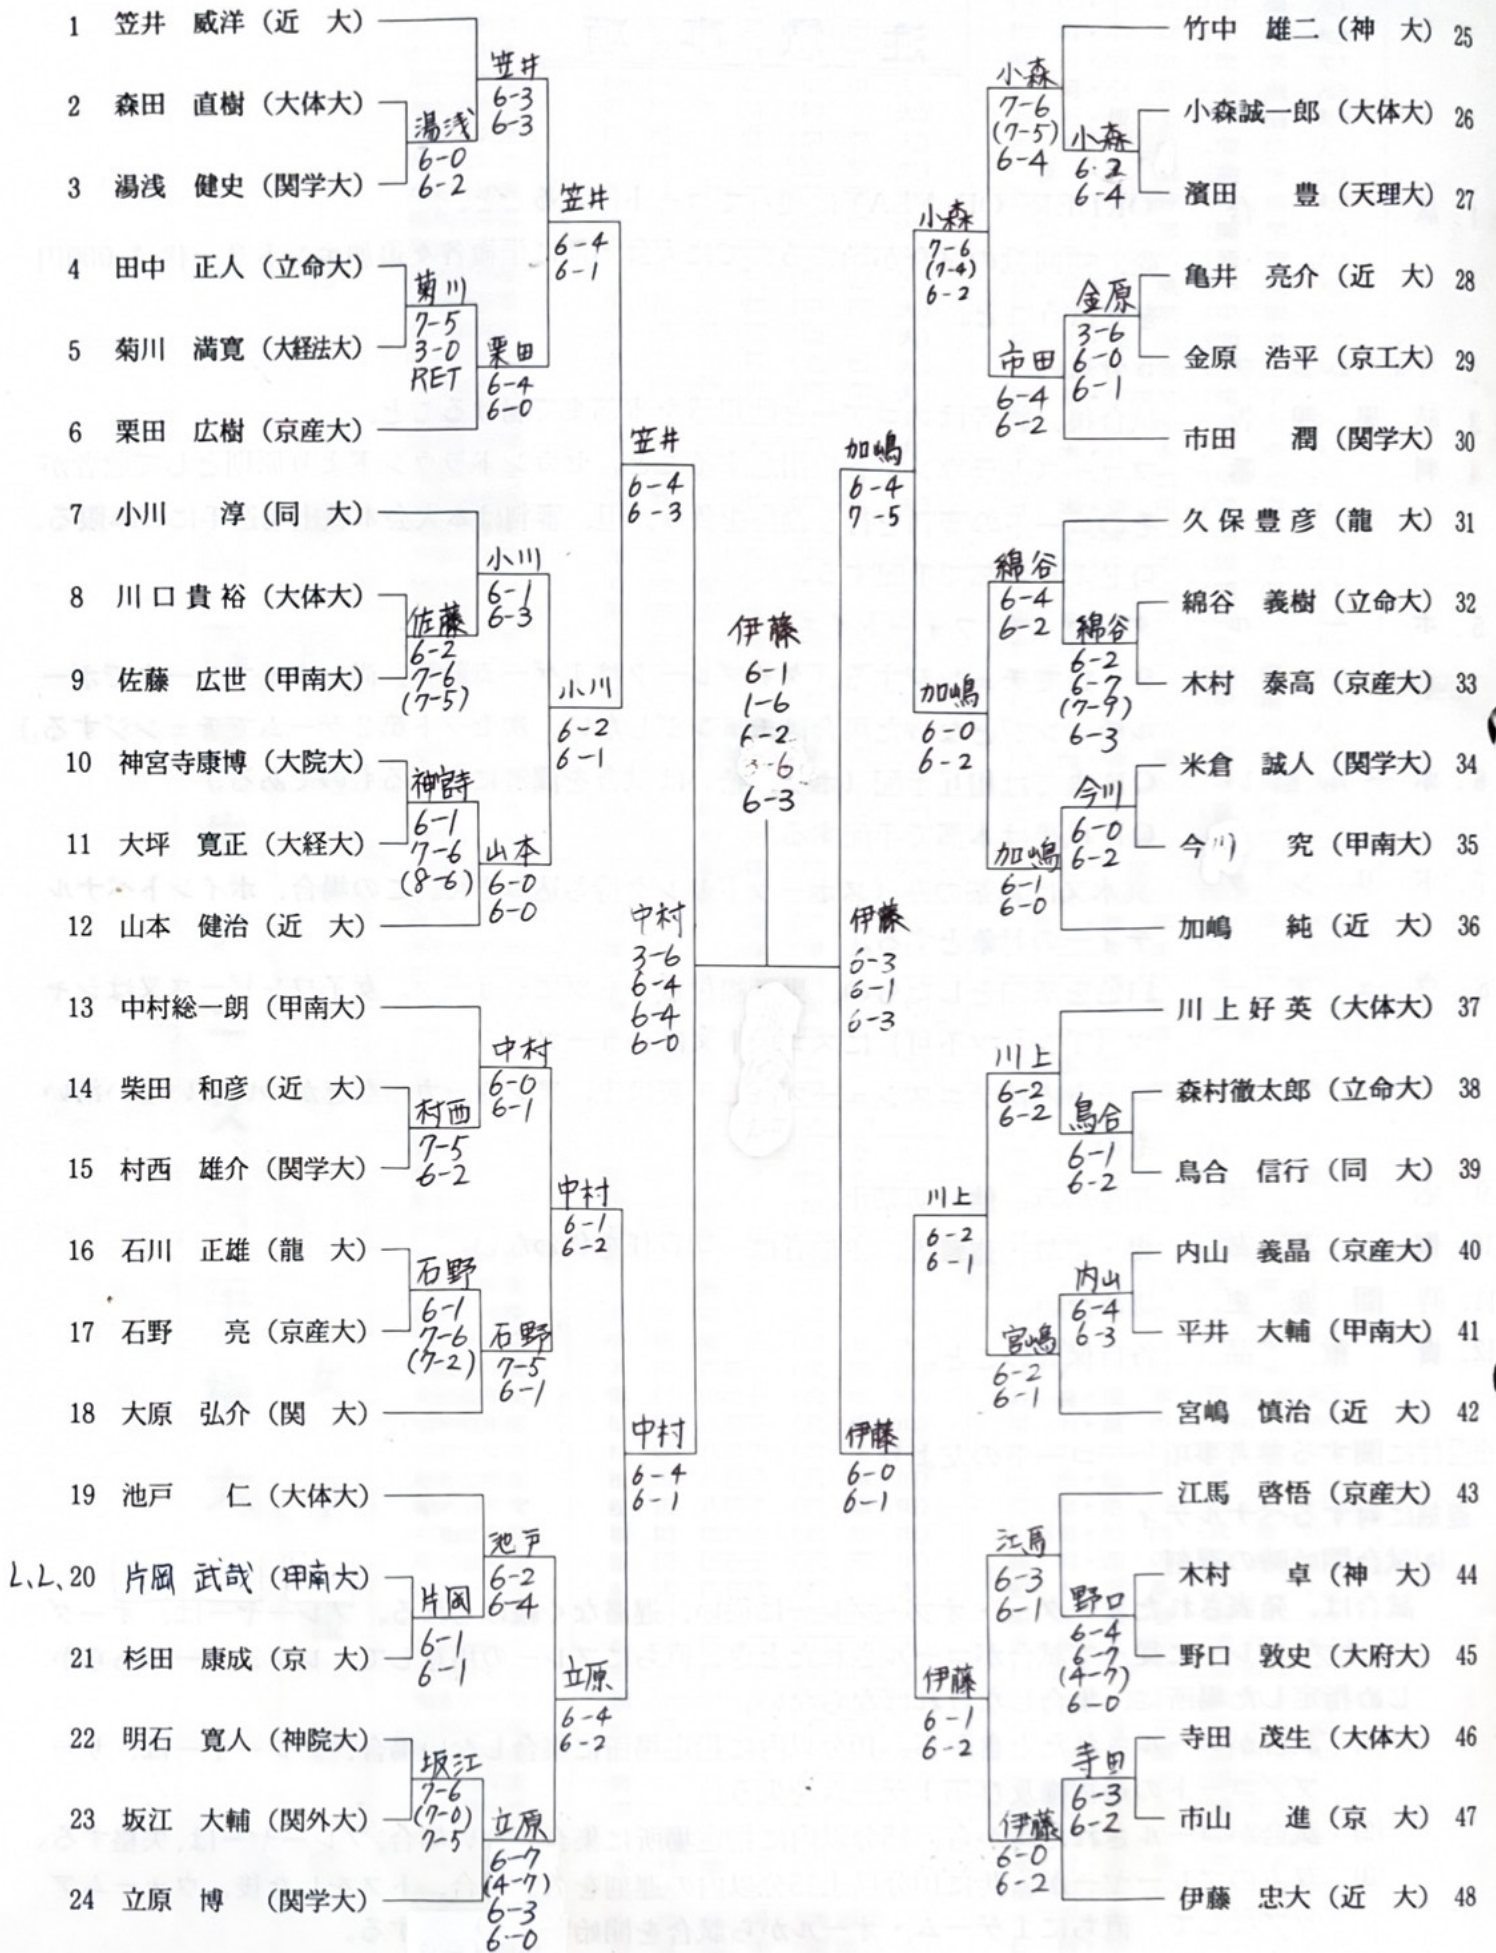 1 笠井 威洋（近 大）
2 森田 直樹（大体大）
3 湯浅 健史（関学大）
4 田中 正人（立命大）
5 菊川 満寛（大経法大）
6 栗田 広樹（京産大）
7 小川 淳（同 大）
8 川口貴裕（大体大）
9 佐藤 広世（甲南大）
10 神宮寺康博（大院大）
11 大坪 寛正（大経大）
12 山本 健治（近 大）
13 中村総一朗（甲南大）
14 柴田 和彦（近 大）
15 村西 雄介（関学大）
16 石川 正雄（龍 大）
17 石野 亮（京産大）
18 大原 弘介（関 大）
19 池戸 仁（大体大）
L.L. 20 片岡 武哉（甲南大）
21 杉田 康成（京 大）
22 明石 寛人（神院大）
23 坂江 大輔（関外大）
24 立原 博（関学大）
湯浅
6-0
6-2
菊川
7-5
3-0
RET
佐藤
6-2
7-6
(7-5)
神宮寺
6-1
7-6
(8-6)
村西
7-5
6-2
石野
6-1
7-6
(7-2)
片岡
6-1
6-1
坂江
7-6
(7-0)
7-5
笠井
6-3
6-3
栗田
6-4
6-0
小川
6-1
6-3
山本
6-0
6-0
中村
6-0
6-1
石野
7-5
6-1
池戸
6-2
6-4
立原
6-7
(4-7)
6-3
6-0
笠井
6-4
6-1
小川
6-2
6-1
中村
6-1
6-2
立原
6-4
6-2
笠井
6-4
6-3
中村
6-4
6-1
中村
3-6
6-4
6-4
6-0
伊藤
6-1
1-6
6-2
3-6
6-3
伊藤
6-3
6-1
6-3
加嶋
6-4
7-5
伊藤
6-0
6-1
小森
7-6
(7-4)
6-2
加嶋
6-0
6-2
川上
6-2
6-1
伊藤
6-1
6-2
小森
7-6
(7-5)
6-4
市田
6-4
6-2
綿谷
6-4
6-2
加嶋
6-1
6-0
川上
6-2
6-2
宮嶋
6-2
6-1
江馬
6-3
6-1
伊藤
6-0
6-2
小森
6-2
6-4
金原
3-6
6-0
6-1
綿谷
6-2
6-7
(7-9)
6-3
今川
6-0
6-2
鳥合
6-1
6-2
内山
6-4
6-3
野口
6-4
6-7
(4-7)
6-0
寺田
6-3
6-2
竹中 雄二（神 大） 25
小森誠一郎（大体大） 26
濱田 豊（天理大） 27
亀井 亮介（近 大） 28
金原 浩平（京工大） 29
市田 潤（関学大） 30
久保豊彦（龍 大） 31
綿谷 義樹（立命大） 32
木村 泰高（京産大） 33
米倉 誠人（関学大） 34
今川 究（甲南大） 35
加嶋 純（近 大） 36
川上好英（大体大） 37
森村徹太郎（立命大） 38
鳥合 信行（同 大） 39
内山 義晶（京産大） 40
平井 大輔（甲南大） 41
宮嶋 慎治（近 大） 42
江馬 啓悟（京産大） 43
木村 卓（神 大） 44
野口 敦史（大府大） 45
寺田 茂生（大体大） 46
市山 進（京 大） 47
伊藤 忠大（近 大） 48